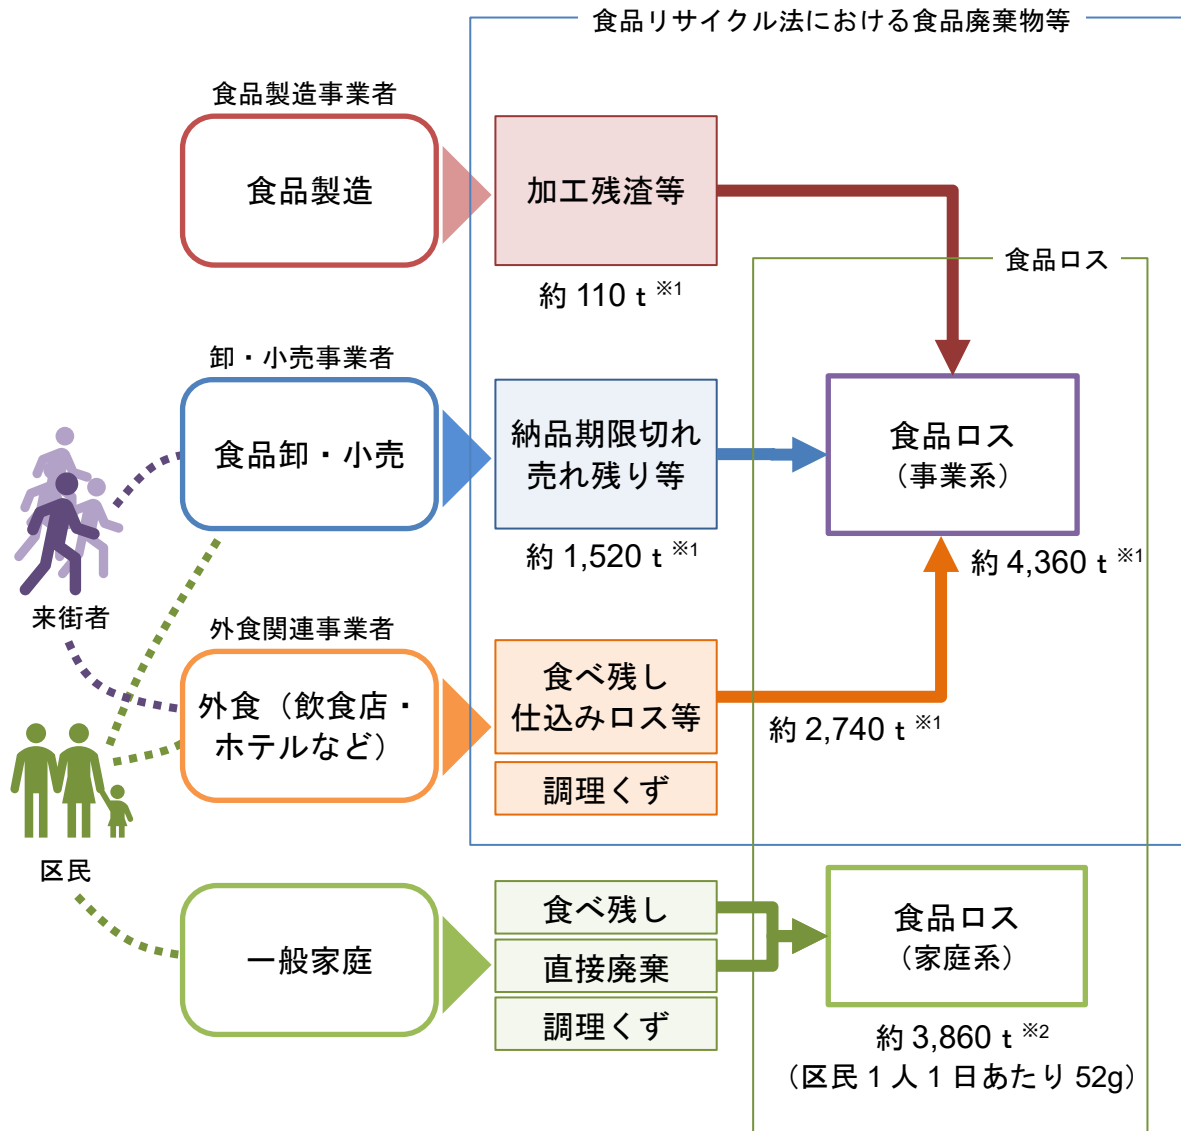 食品リサイクル法における食品廃棄物等
食品製造事業者
食品製造
加工残渣等
約 110 t ※1
食品ロス
卸・小売事業者
食品卸・小売
納品期限切れ
売れ残り等
約 1,520 t ※1
食品ロス
（事業系）
約 4,360 t ※1
来街者
外食関連事業者
外食（飲食店・
ホテルなど）
食べ残し
仕込みロス等
約 2,740 t ※1
調理くず
区民
一般家庭
食べ残し
直接廃棄
調理くず
食品ロス
（家庭系）
約 3,860 t ※2
（区民 1 人 1 日あたり 52g）